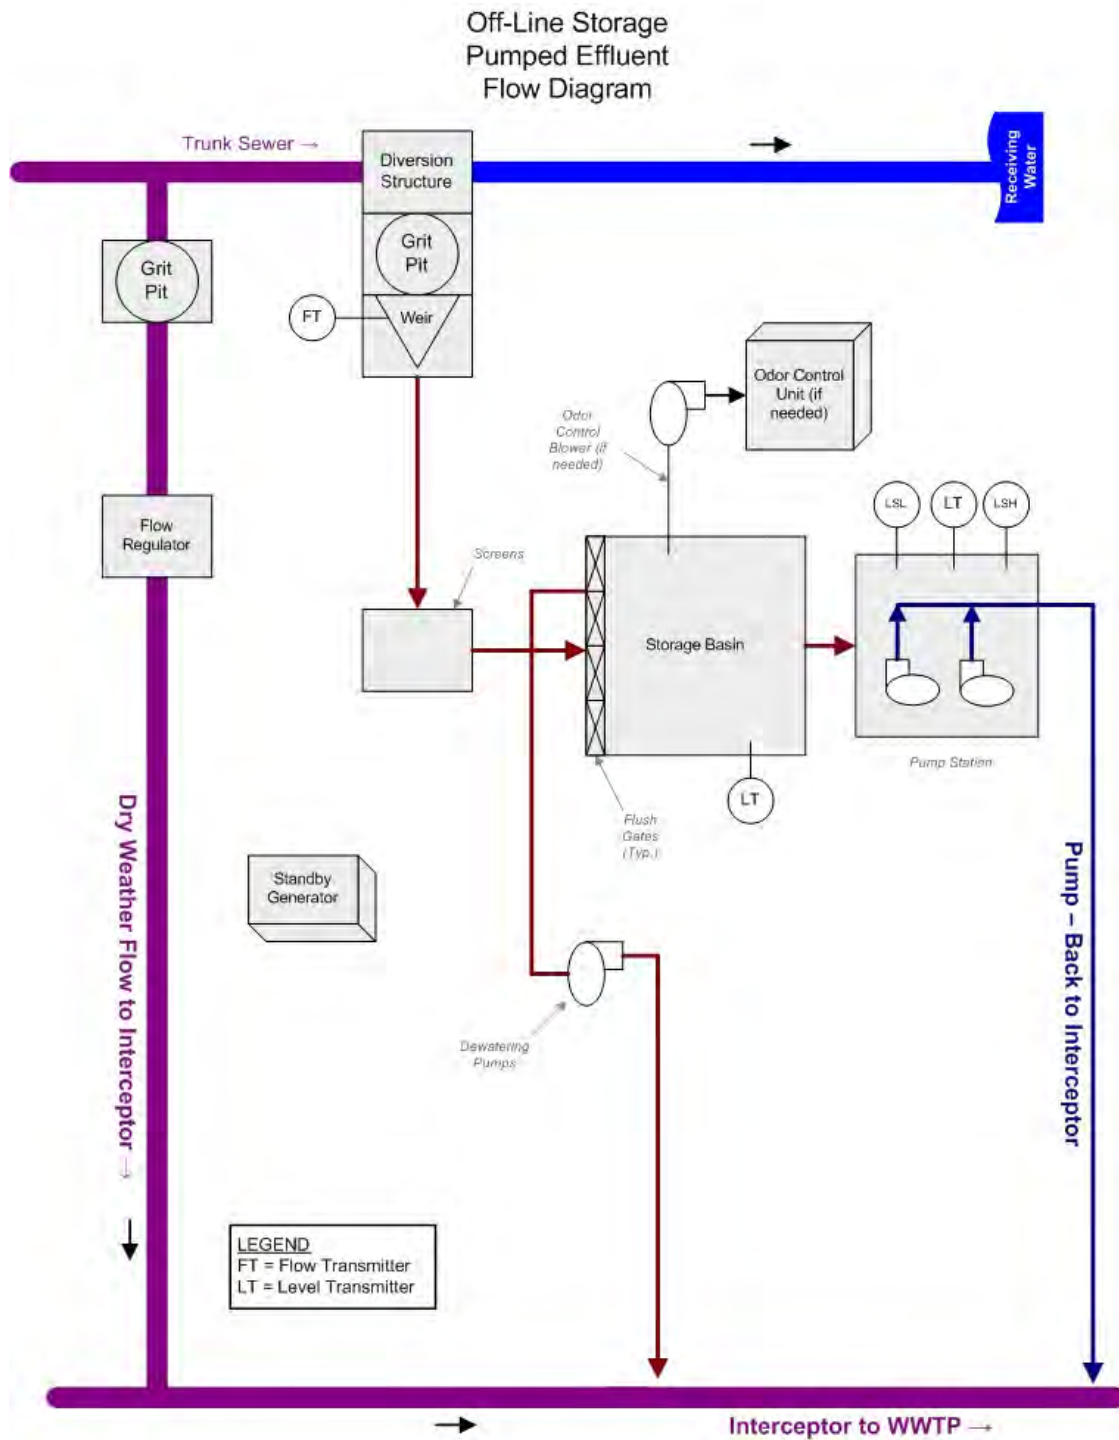 Off-Line Storage
Pumped Effluent
Flow Diagram
Trunk Sewer →
Diversion
Structure
Receiving
Water
Grit
Pit
Grit
Pit
FT
Weir
Odor Control
Unit (if
needed)
Odor
Control
Blower (if
needed)
LSL
LT
LSH
Flow
Regulator
Screens
Storage Basin
Pump Station
LT
Flush
Gates
(Typ.)
Dry Weather Flow to Interceptor →
Standby
Generator
Pump – Back to Interceptor
Dewatering
Pumps
LEGEND
FT = Flow Transmitter
LT = Level Transmitter
Interceptor to WWTP →